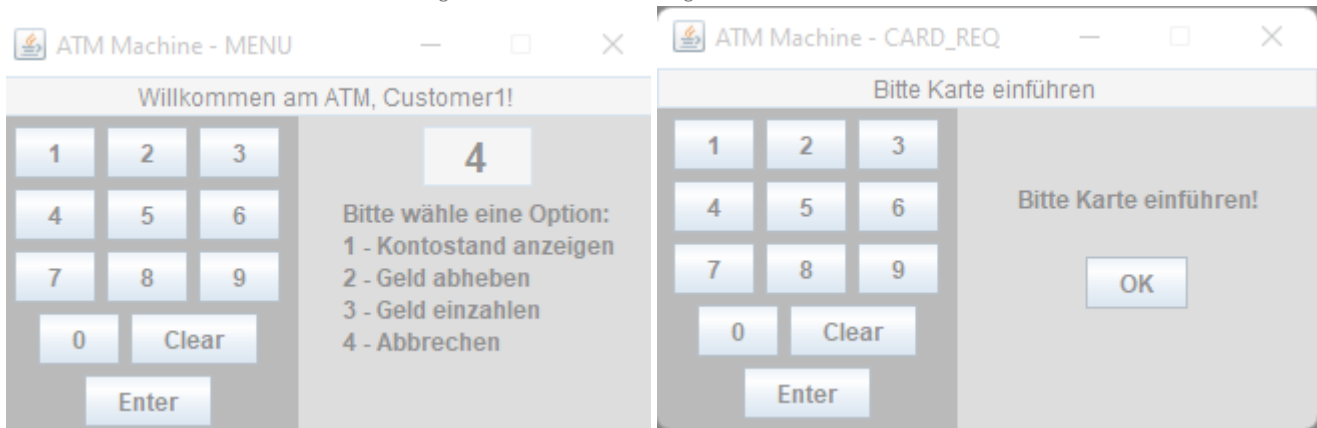 ATM Machine - MENU
Willkommen am ATM, Customer1!
1 2 3
4 5 6
7 8 9
0 Clear
Enter
4
Bitte wähle eine Option:
1 - Kontostand anzeigen
2 - Geld abheben
3 - Geld einzahlen
4 - Abbrechen
ATM Machine - CARD_REQ
Bitte Karte einführen
1 2 3
4 5 6
7 8 9
0 Clear
Enter
Bitte Karte einführen!
OK